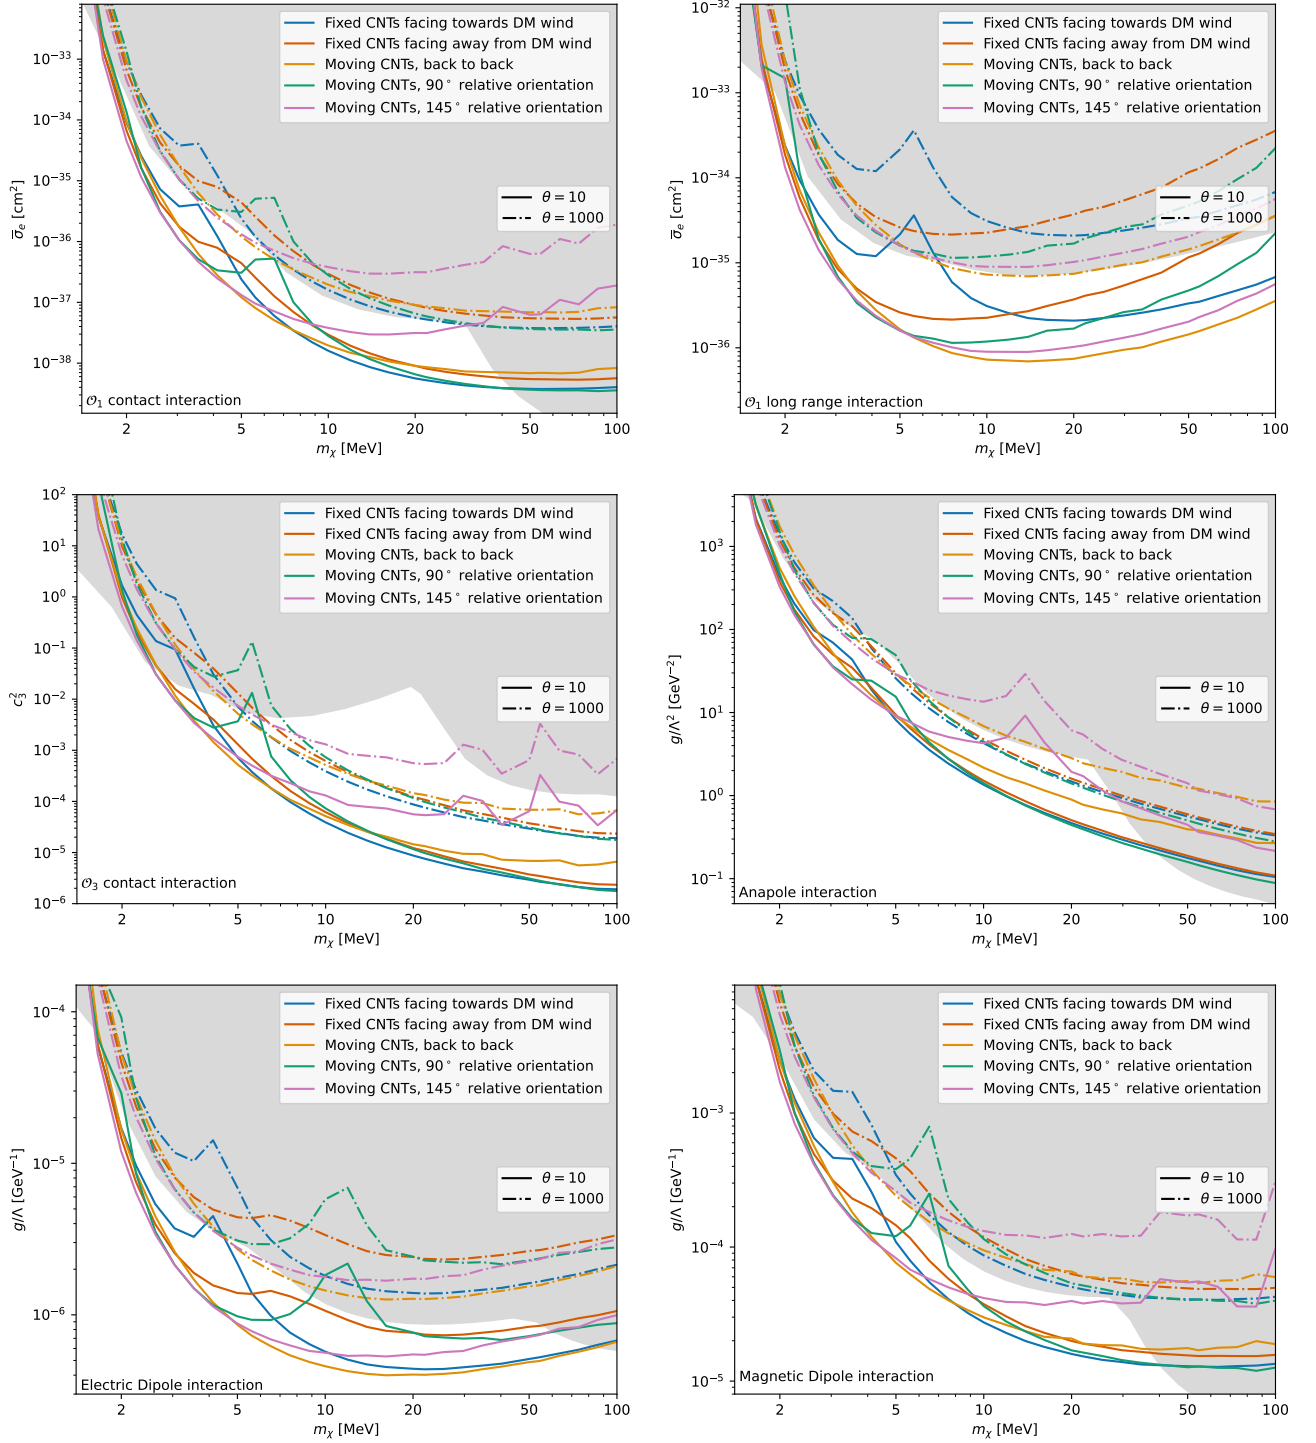 Fixed CNTs facing towards DM wind
Fixed CNTs facing away from DM wind
Moving CNTs, back to back
Moving CNTs, 90° relative orientation
Moving CNTs, 145° relative orientation
θ = 10
θ = 1000
10⁻³³
10⁻³⁴
10⁻³⁵
10⁻³⁶
10⁻³⁷
10⁻³⁸
σ̅ₑ [cm²]
𝒪₁ contact interaction
2 5 10 20 50 100
mᵪ [MeV]
Fixed CNTs facing towards DM wind
Fixed CNTs facing away from DM wind
Moving CNTs, back to back
Moving CNTs, 90° relative orientation
Moving CNTs, 145° relative orientation
θ = 10
θ = 1000
10⁻³²
10⁻³³
10⁻³⁴
10⁻³⁵
10⁻³⁶
σ̅ₑ [cm²]
𝒪₁ long range interaction
2 5 10 20 50 100
mᵪ [MeV]
Fixed CNTs facing towards DM wind
Fixed CNTs facing away from DM wind
Moving CNTs, back to back
Moving CNTs, 90° relative orientation
Moving CNTs, 145° relative orientation
θ = 10
θ = 1000
10²
10¹
10⁰
10⁻¹
10⁻²
10⁻³
10⁻⁴
10⁻⁵
10⁻⁶
c₃²
𝒪₃ contact interaction
2 5 10 20 50 100
mᵪ [MeV]
Fixed CNTs facing towards DM wind
Fixed CNTs facing away from DM wind
Moving CNTs, back to back
Moving CNTs, 90° relative orientation
Moving CNTs, 145° relative orientation
θ = 10
θ = 1000
10³
10²
10¹
10⁰
10⁻¹
g/Λ² [GeV⁻²]
Anapole interaction
2 5 10 20 50 100
mᵪ [MeV]
Fixed CNTs facing towards DM wind
Fixed CNTs facing away from DM wind
Moving CNTs, back to back
Moving CNTs, 90° relative orientation
Moving CNTs, 145° relative orientation
θ = 10
θ = 1000
10⁻⁴
10⁻⁵
10⁻⁶
g/Λ [GeV⁻¹]
Electric Dipole interaction
2 5 10 20 50 100
mᵪ [MeV]
Fixed CNTs facing towards DM wind
Fixed CNTs facing away from DM wind
Moving CNTs, back to back
Moving CNTs, 90° relative orientation
Moving CNTs, 145° relative orientation
θ = 10
θ = 1000
10⁻³
10⁻⁴
10⁻⁵
g/Λ [GeV⁻¹]
Magnetic Dipole interaction
2 5 10 20 50 100
mᵪ [MeV]